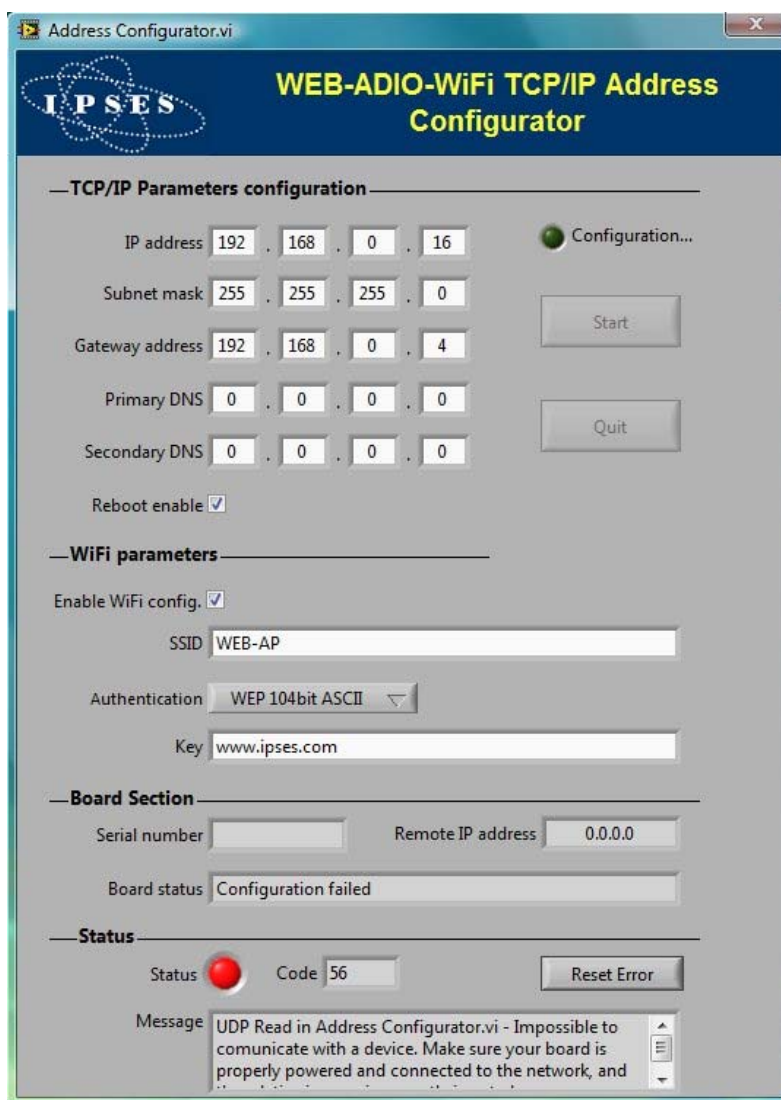 Address Configurator.vi
IPSES
WEB-ADIO-WiFi TCP/IP Address
Configurator
TCP/IP Parameters configuration
IP address 192 . 168 . 0 . 16
Configuration...
Subnet mask 255 . 255 . 255 . 0
Start
Gateway address 192 . 168 . 0 . 4
Primary DNS 0 . 0 . 0 . 0
Quit
Secondary DNS 0 . 0 . 0 . 0
Reboot enable
WiFi parameters
Enable WiFi config.
SSID WEB-AP
Authentication WEP 104bit ASCII
Key www.ipses.com
Board Section
Serial number Remote IP address 0.0.0.0
Board status Configuration failed
Status
Status Code 56 Reset Error
Message UDP Read in Address Configurator.vi - Impossible to
comunicate with a device. Make sure your board is
properly powered and connected to the network, and